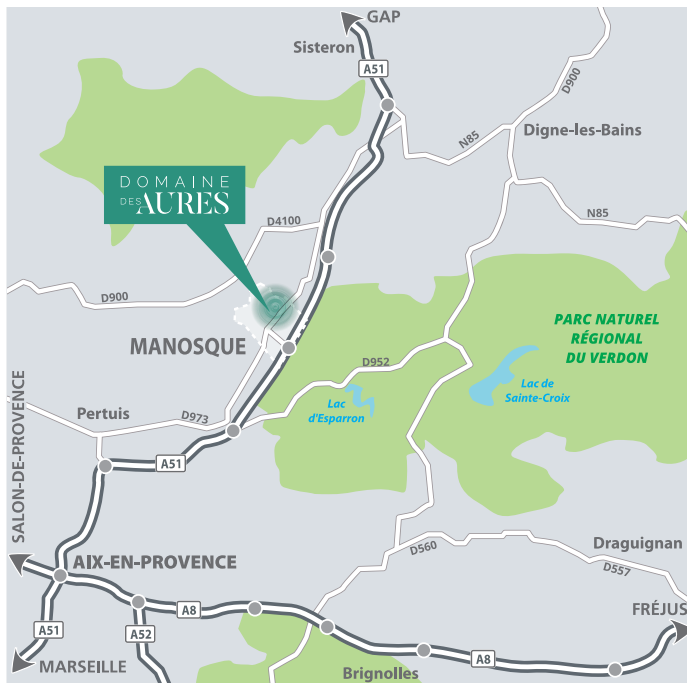 GAP
Sisteron
A51
D900
N85
Digne-les-Bains
DOMAINE
DES AURES
D4100
N85
D900
PARC NATUREL
RÉGIONAL
DU VERDON
MANOSQUE
D952
Lac de
Sainte-Croix
Lac
d'Esparron
Pertuis
D973
SALON-DE-PROVENCE
A51
D560
Draguignan
D557
AIX-EN-PROVENCE
FRÉJUS
A8
A51
A52
MARSEILLE
Brignolles
A8